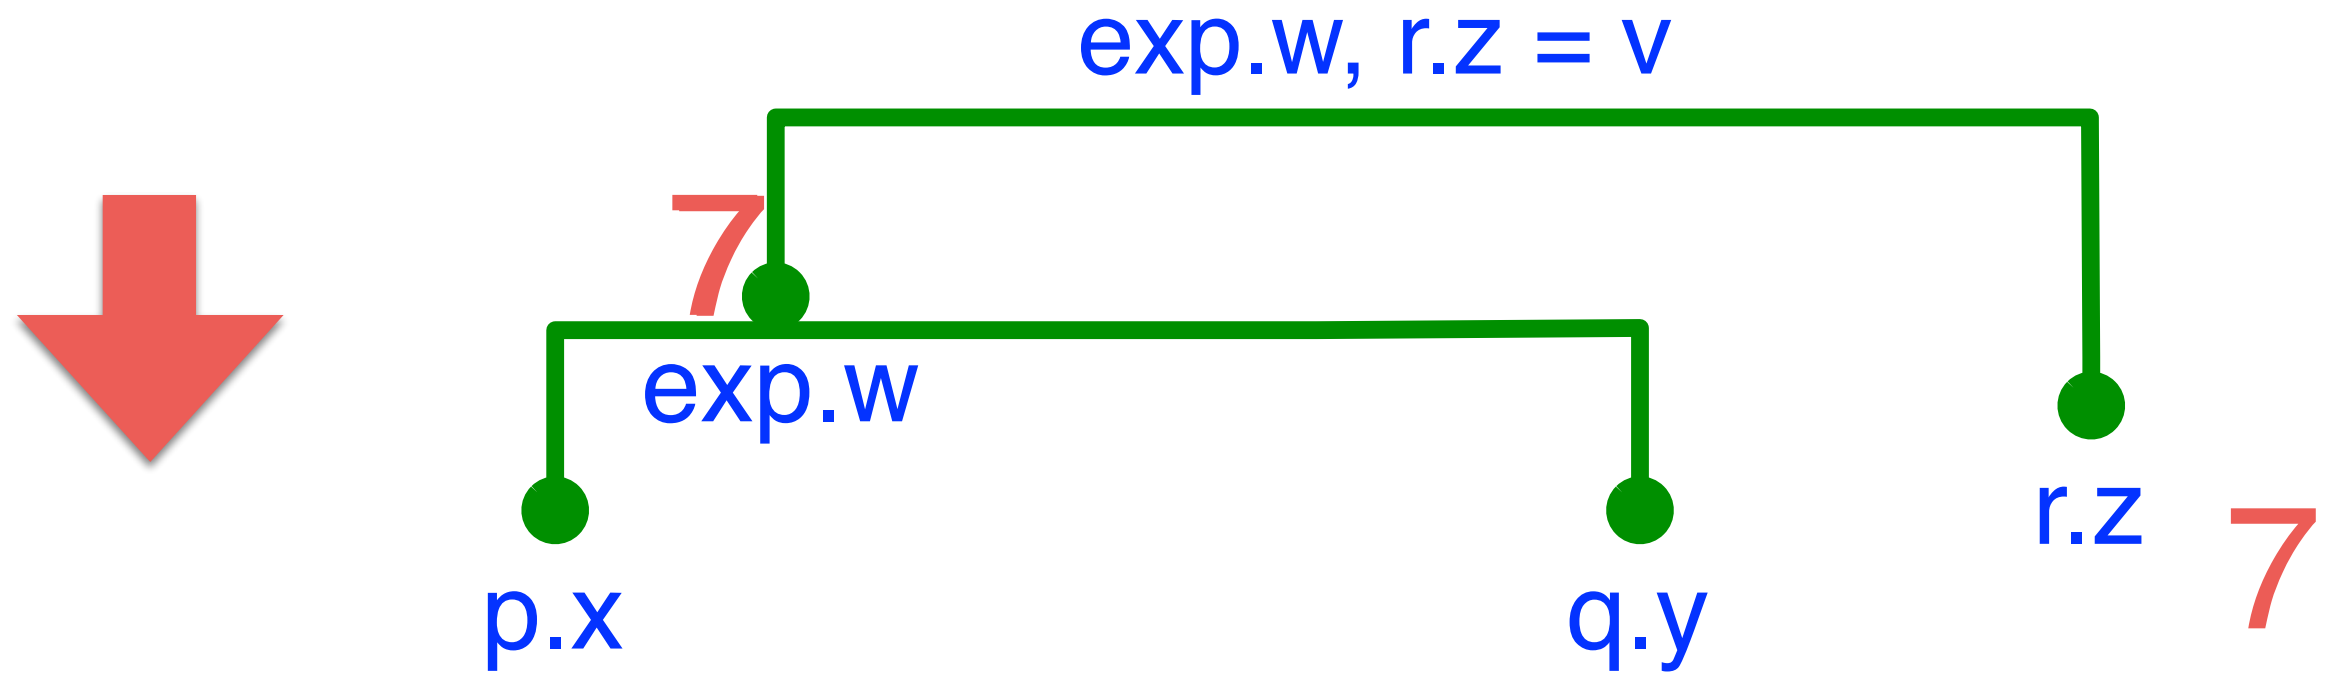 exp.w, r.z = v
7
exp.w
r.z
7
p.x
q.y